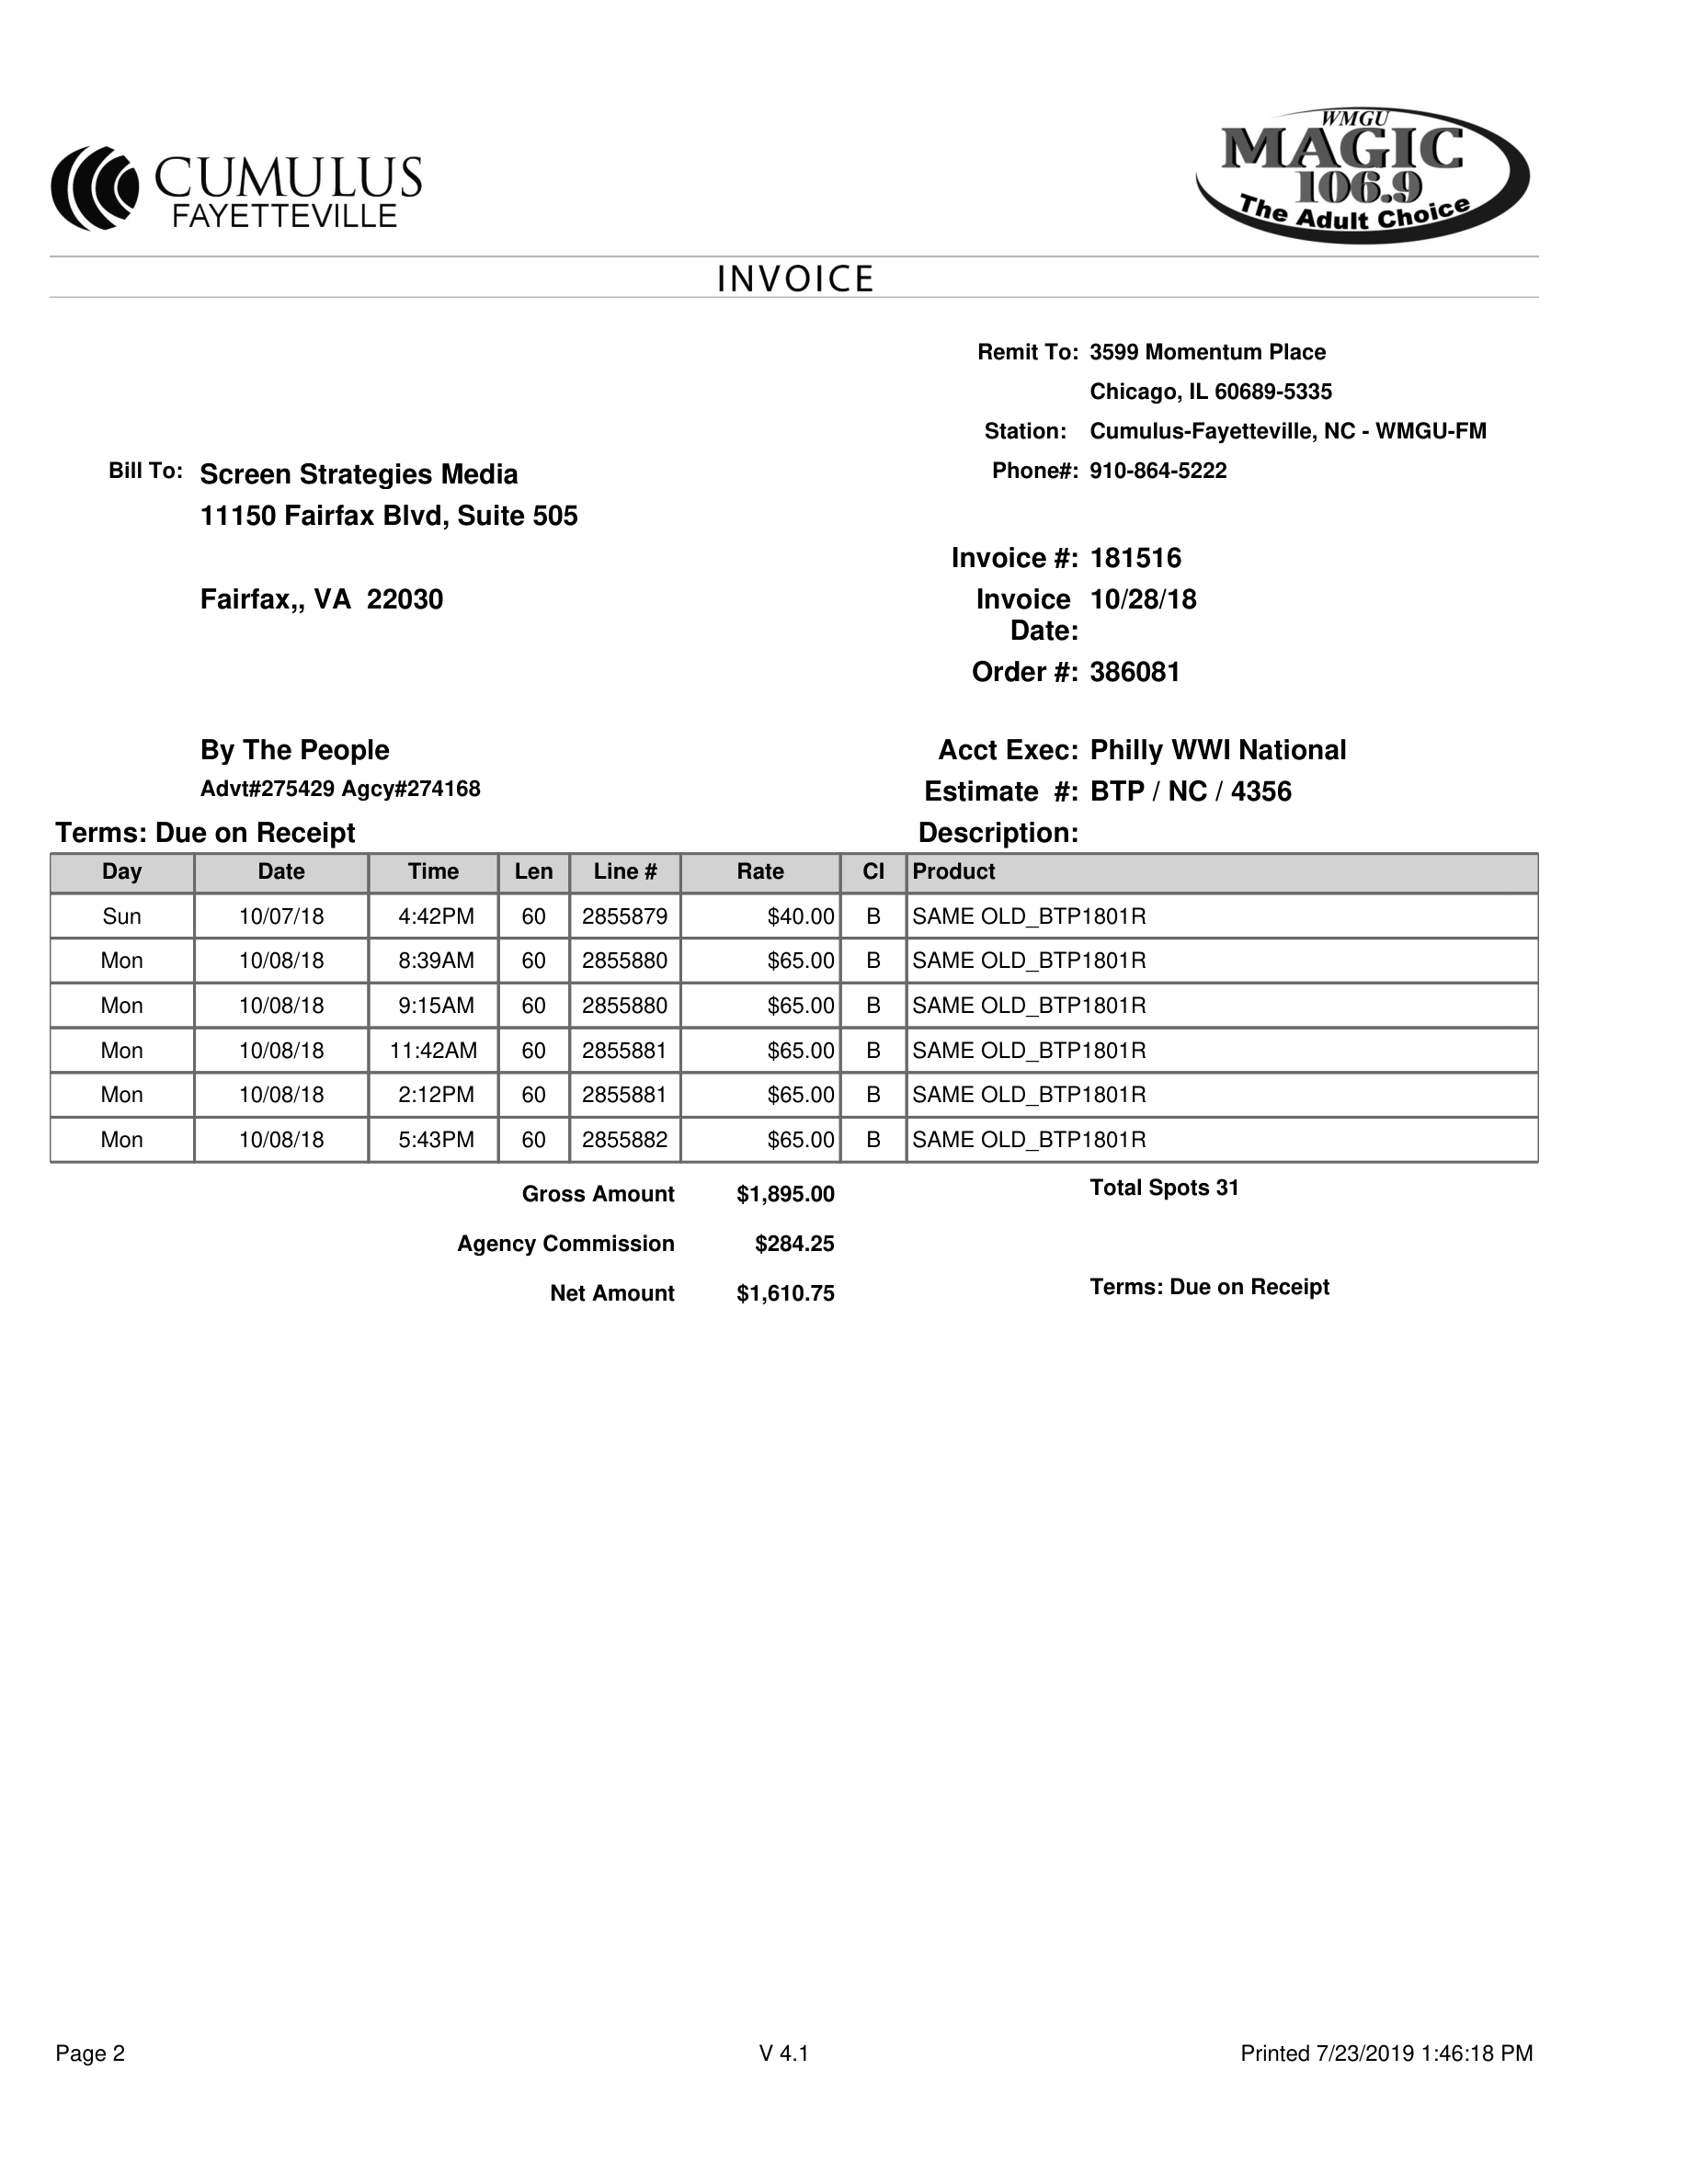 CUMULUS
FAYETTEVILLE
WMGU
MAGIC
106.9
The Adult Choice
INVOICE
Remit To: 3599 Momentum Place
Chicago, IL 60689-5335
Station: Cumulus-Fayetteville, NC - WMGU-FM
Bill To: Screen Strategies Media
Phone#: 910-864-5222
11150 Fairfax Blvd, Suite 505
Invoice #: 181516
Fairfax,, VA 22030
Invoice Date: 10/28/18
Order #: 386081
By The People
Acct Exec: Philly WWI National
Advt#275429 Agcy#274168
Estimate #: BTP / NC / 4356
Terms: Due on Receipt
Description:
Day Date Time Len Line # Rate Cl Product
Sun 10/07/18 4:42PM 60 2855879 $40.00 B SAME OLD_BTP1801R
Mon 10/08/18 8:39AM 60 2855880 $65.00 B SAME OLD_BTP1801R
Mon 10/08/18 9:15AM 60 2855880 $65.00 B SAME OLD_BTP1801R
Mon 10/08/18 11:42AM 60 2855881 $65.00 B SAME OLD_BTP1801R
Mon 10/08/18 2:12PM 60 2855881 $65.00 B SAME OLD_BTP1801R
Mon 10/08/18 5:43PM 60 2855882 $65.00 B SAME OLD_BTP1801R
Gross Amount $1,895.00 Total Spots 31
Agency Commission $284.25
Net Amount $1,610.75 Terms: Due on Receipt
Page 2 V 4.1 Printed 7/23/2019 1:46:18 PM